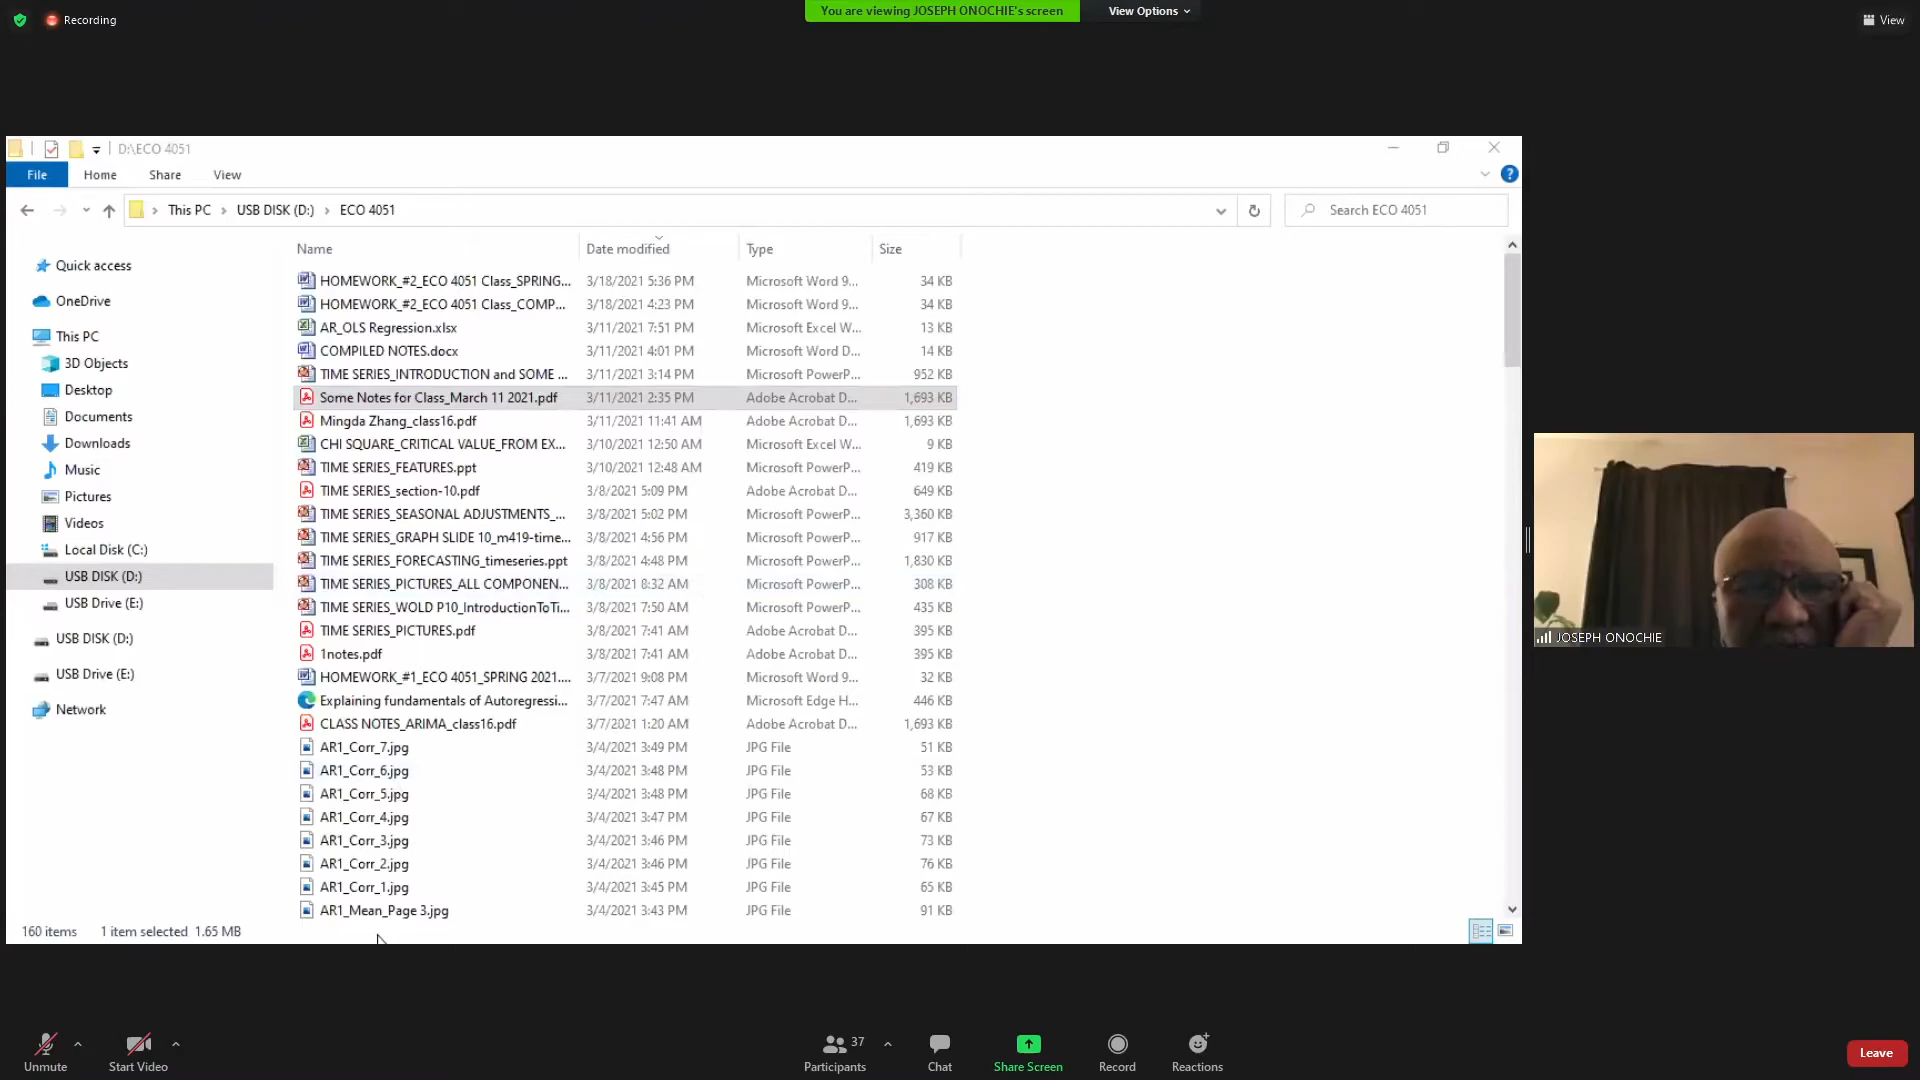 Recording
You are viewing JOSEPH ONOCHIE's screen
View Options
View
D:\ECO 4051
File
Home
Share
View
This PC
USB DISK (D:)
ECO 4051
Search ECO 4051
Name
Date modified
Type
Size
Quick access
OneDrive
This PC
3D Objects
Desktop
Documents
Downloads
Music
Pictures
Videos
Local Disk (C:)
USB DISK (D:)
USB Drive (E:)
USB DISK (D:)
USB Drive (E:)
Network
HOMEWORK_#2_ECO 4051 Class_SPRING... 3/18/2021 5:36 PM Microsoft Word 9... 34 KB
HOMEWORK_#2_ECO 4051 Class_COMP... 3/18/2021 4:23 PM Microsoft Word 9... 34 KB
AR_OLS Regression.xlsx 3/11/2021 7:51 PM Microsoft Excel W... 13 KB
COMPILED NOTES.docx 3/11/2021 4:01 PM Microsoft Word D... 14 KB
TIME SERIES_INTRODUCTION and SOME ... 3/11/2021 3:14 PM Microsoft PowerP... 952 KB
Some Notes for Class_March 11 2021.pdf 3/11/2021 2:35 PM Adobe Acrobat D... 1,693 KB
Mingda Zhang_class16.pdf 3/11/2021 11:41 AM Adobe Acrobat D... 1,693 KB
CHI SQUARE_CRITICAL VALUE_FROM EX... 3/10/2021 12:50 AM Microsoft Excel W... 9 KB
TIME SERIES_FEATURES.ppt 3/10/2021 12:48 AM Microsoft PowerP... 419 KB
TIME SERIES_section-10.pdf 3/8/2021 5:09 PM Adobe Acrobat D... 649 KB
TIME SERIES_SEASONAL ADJUSTMENTS_... 3/8/2021 5:02 PM Microsoft PowerP... 3,360 KB
TIME SERIES_GRAPH SLIDE 10_m419-time... 3/8/2021 4:56 PM Microsoft PowerP... 917 KB
TIME SERIES_FORECASTING_timeseries.ppt 3/8/2021 4:48 PM Microsoft PowerP... 1,830 KB
TIME SERIES_PICTURES_ALL COMPONEN... 3/8/2021 8:32 AM Microsoft PowerP... 308 KB
TIME SERIES_WOLD P10_IntroductionToTi... 3/8/2021 7:50 AM Microsoft PowerP... 435 KB
TIME SERIES_PICTURES.pdf 3/8/2021 7:41 AM Adobe Acrobat D... 395 KB
1notes.pdf 3/8/2021 7:41 AM Adobe Acrobat D... 395 KB
HOMEWORK_#1_ECO 4051_SPRING 2021.... 3/7/2021 9:08 PM Microsoft Word 9... 32 KB
Explaining fundamentals of Autoregressi... 3/7/2021 7:47 AM Microsoft Edge H... 446 KB
CLASS NOTES_ARIMA_class16.pdf 3/7/2021 1:20 AM Adobe Acrobat D... 1,693 KB
AR1_Corr_7.jpg 3/4/2021 3:49 PM JPG File 51 KB
AR1_Corr_6.jpg 3/4/2021 3:48 PM JPG File 53 KB
AR1_Corr_5.jpg 3/4/2021 3:48 PM JPG File 68 KB
AR1_Corr_4.jpg 3/4/2021 3:47 PM JPG File 67 KB
AR1_Corr_3.jpg 3/4/2021 3:46 PM JPG File 73 KB
AR1_Corr_2.jpg 3/4/2021 3:46 PM JPG File 76 KB
AR1_Corr_1.jpg 3/4/2021 3:45 PM JPG File 65 KB
AR1_Mean_Page 3.jpg 3/4/2021 3:43 PM JPG File 91 KB
160 items 1 item selected 1.65 MB
JOSEPH ONOCHIE
Unmute
Start Video
37
Participants
Chat
Share Screen
Record
Reactions
Leave